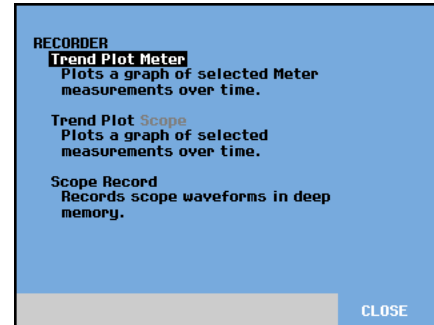 RECORDER
Trend Plot Meter
Plots a graph of selected Meter
measurements over time.
Trend Plot Scope
Plots a graph of selected
measurements over time.
Scope Record
Records scope waveforms in deep
memory.
CLOSE